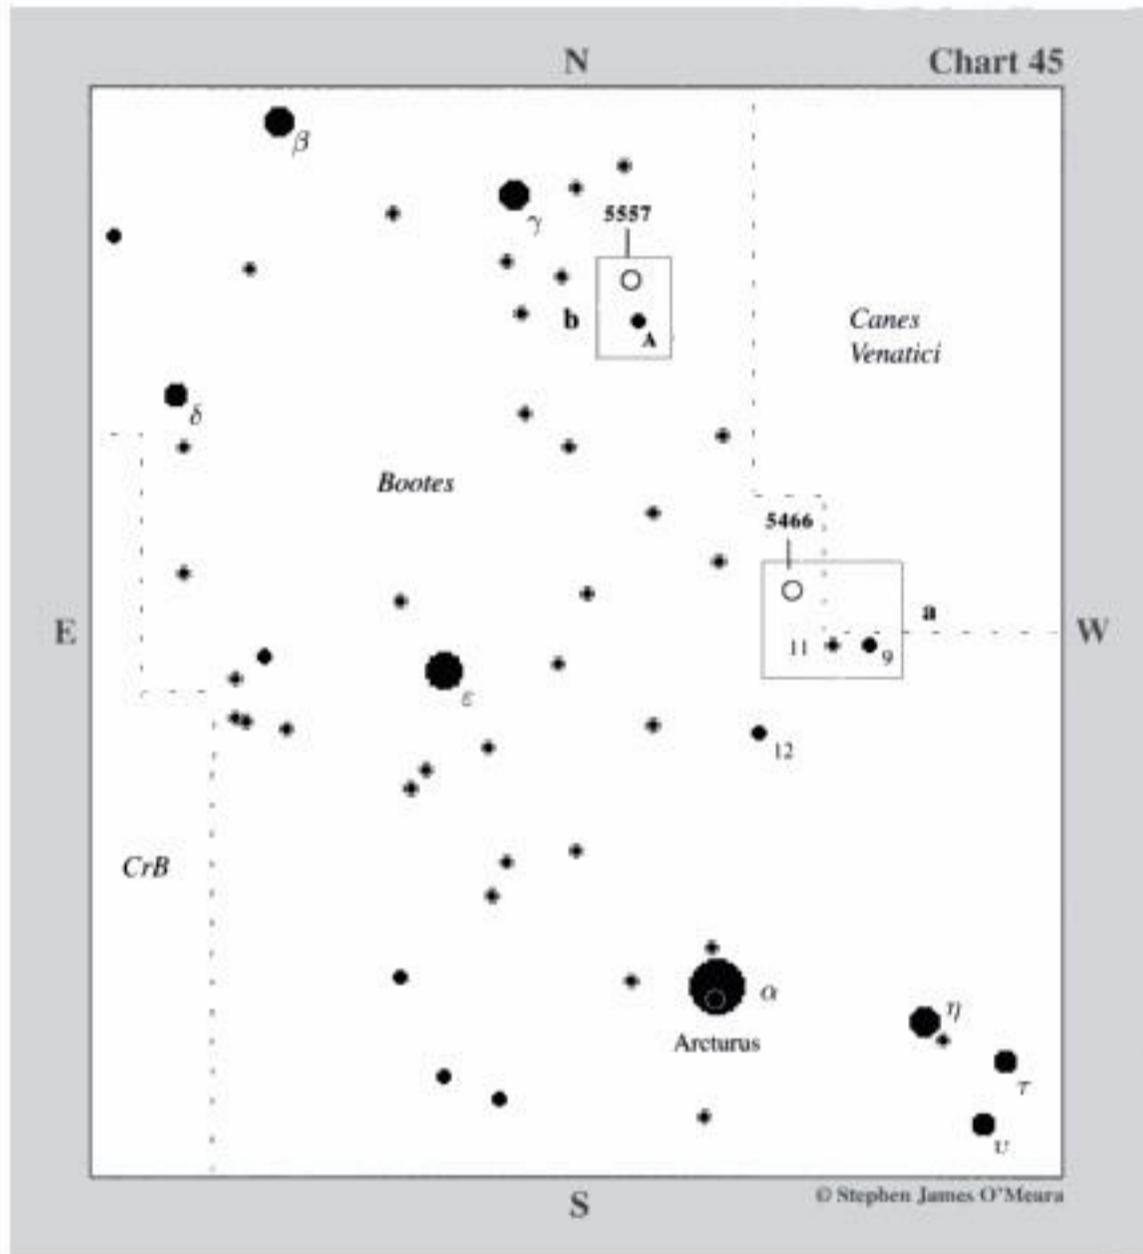 N
Chart 45
β
γ
5557
b
A
Canes
Venatici
δ
Bootes
5466
a
E
W
11
9
ε
12
CrB
α
Arcturus
η
τ
υ
© Stephen James O'Meara
S